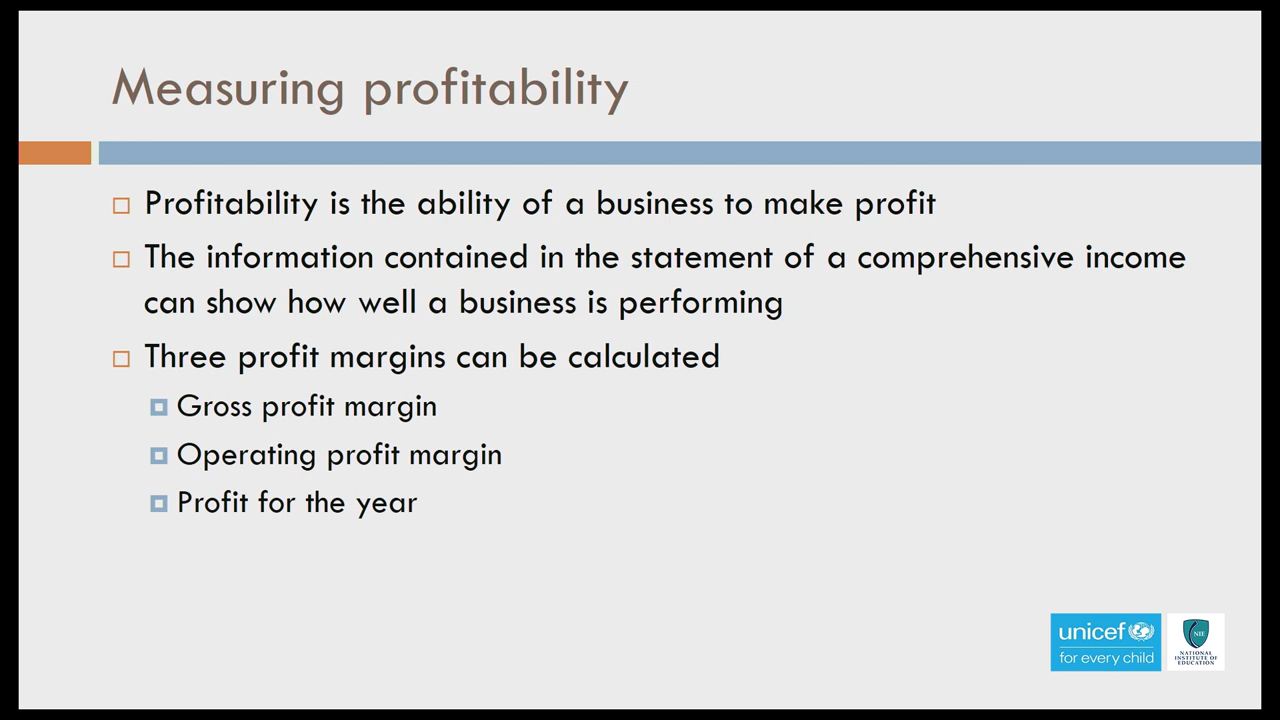 Measuring profitability
Profitability is the ability of a business to make profit
The information contained in the statement of a comprehensive income
can show how well a business is performing
Three profit margins can be calculated
Gross profit margin
Operating profit margin
Profit for the year
unicef
for every child
NIE
NATIONAL
INSTITUTE OF
EDUCATION